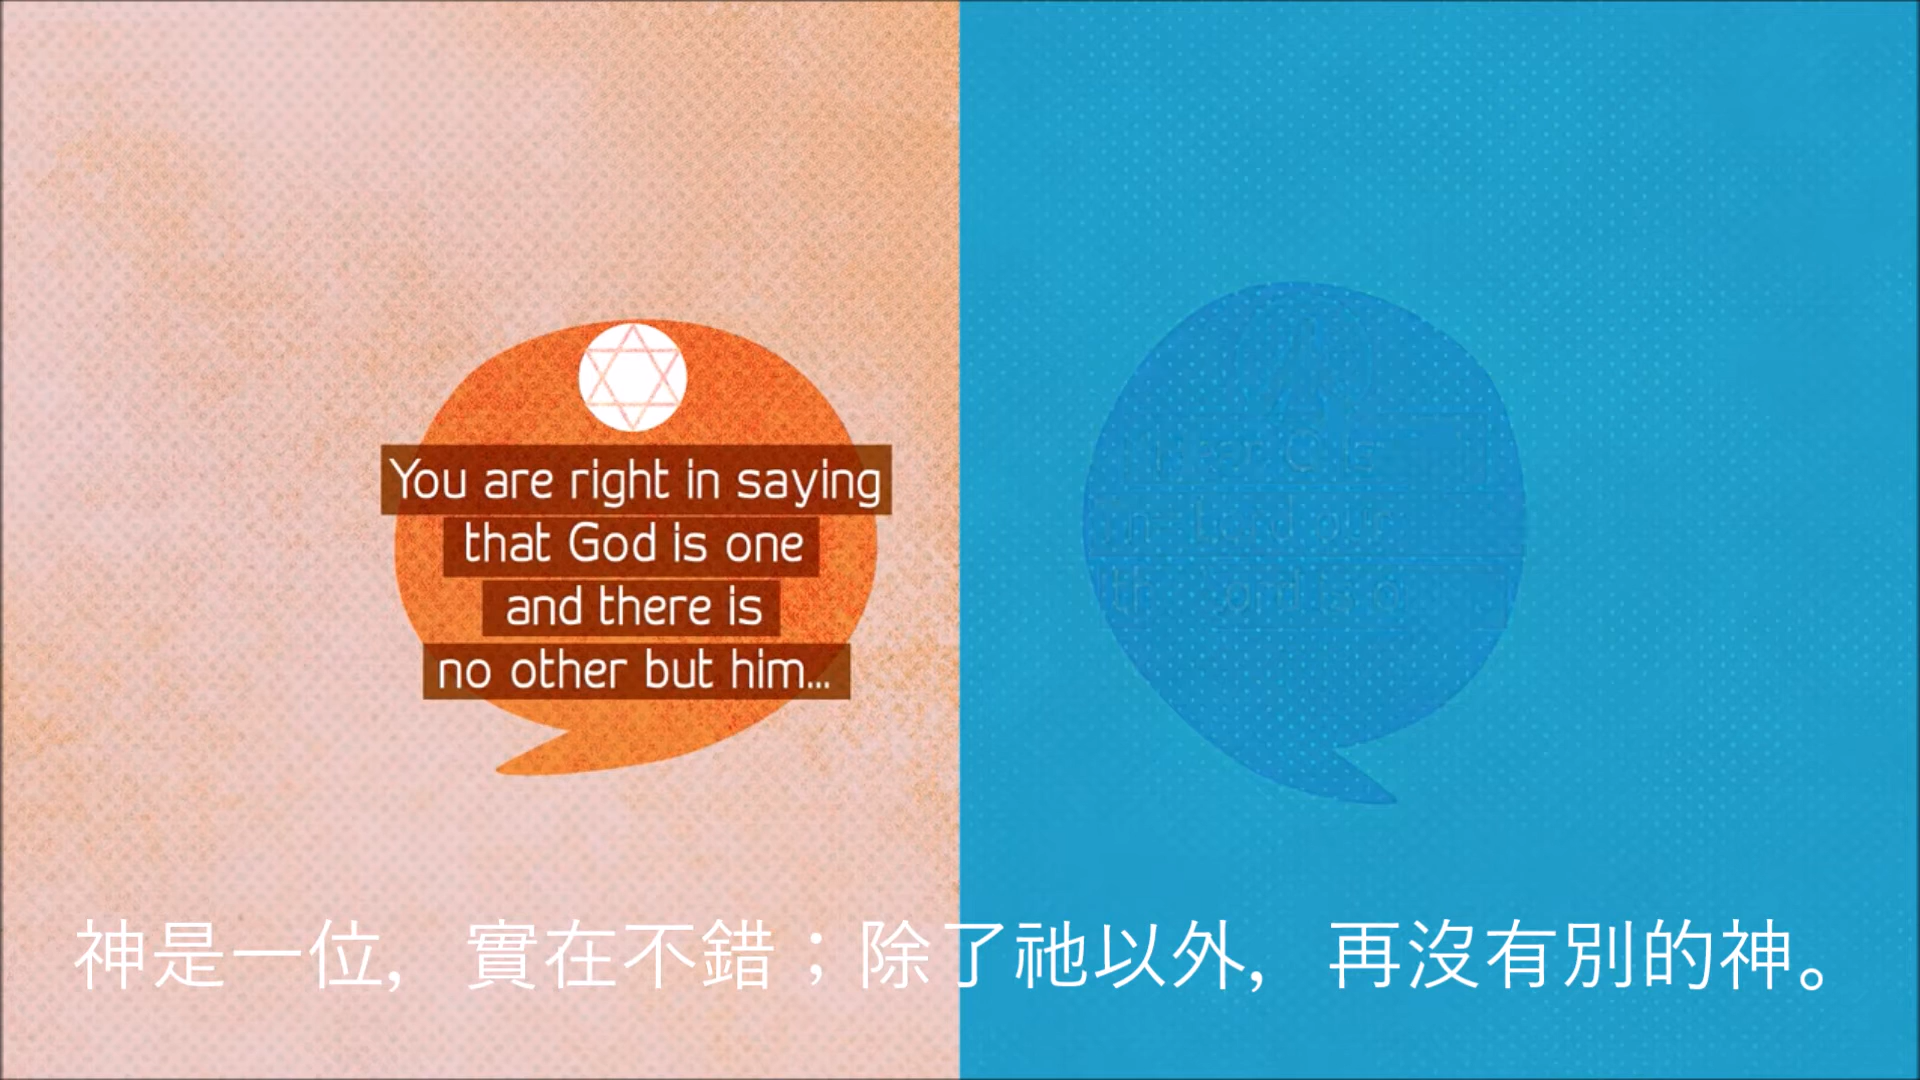 You are right in saying
that God is one
and there is
no other but him...
神是一位，實在不錯；除了祂以外，再沒有別的神。